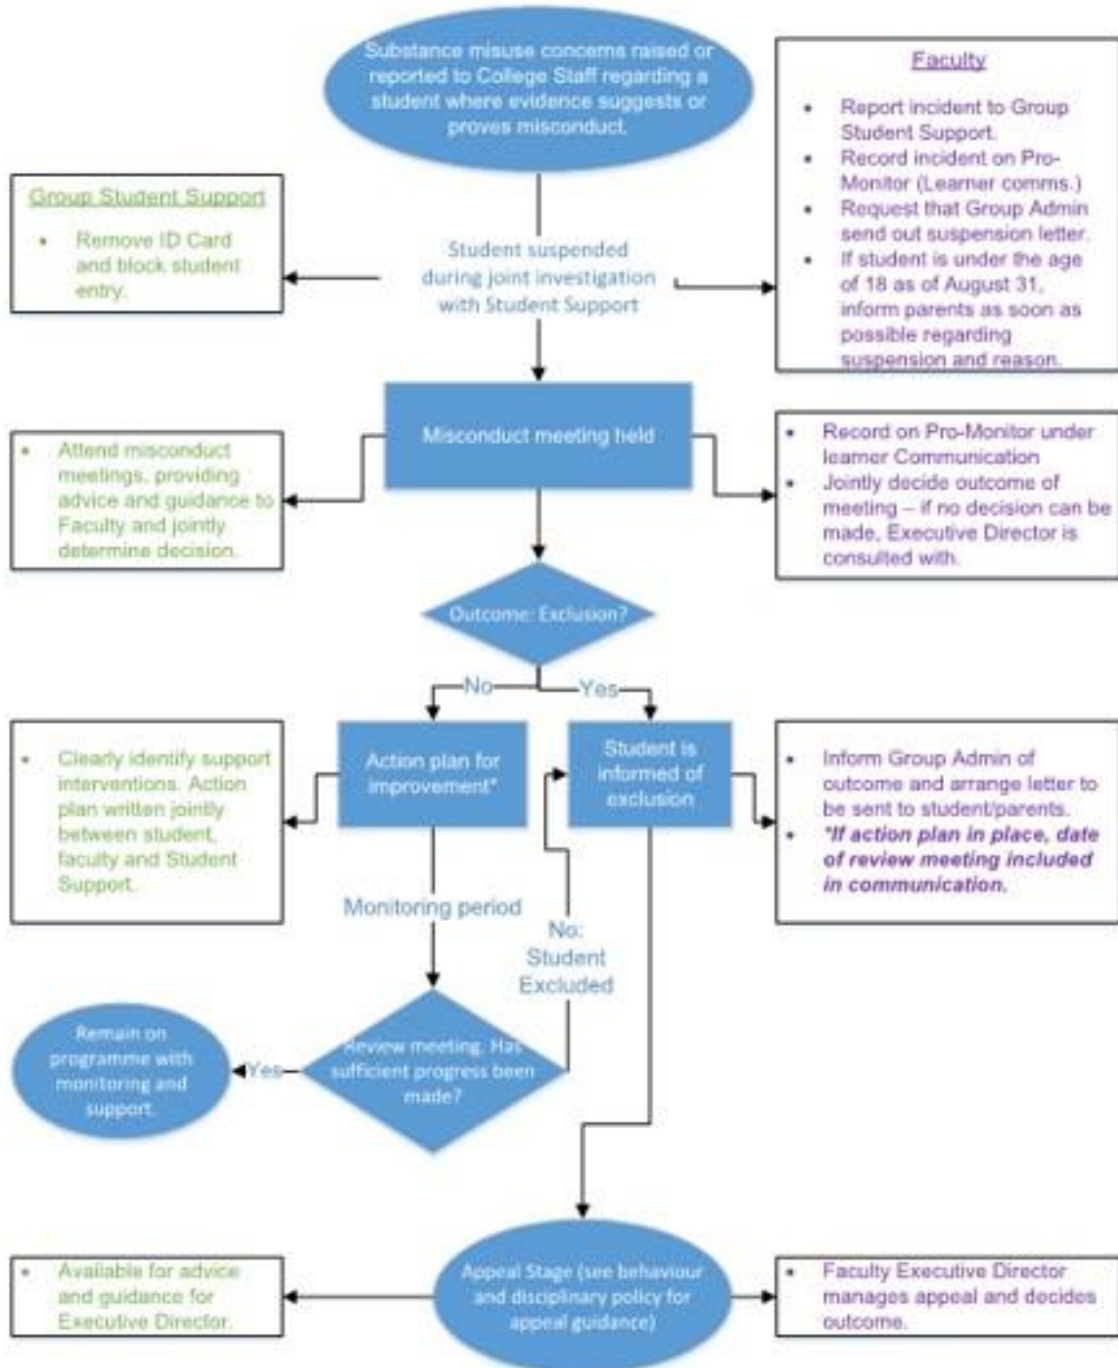 Substance misuse concerns raised or
reported to College Staff regarding a
student where evidence suggests or
proves misconduct.
Faculty
• Report incident to Group
Student Support.
• Record incident on Pro-
Monitor (Learner comms.)
• Request that Group Admin
send out suspension letter.
• If student is under the age
of 18 as of August 31,
inform parents as soon as
possible regarding
suspension and reason.
Group Student Support
• Remove ID Card
and block student
entry.
Student suspended
during joint investigation
with Student Support
Misconduct meeting held
• Attend misconduct
meetings, providing
advice and guidance to
Faculty and jointly
determine decision.
• Record on Pro-Monitor under
learner Communication
• Jointly decide outcome of
meeting – if no decision can be
made, Executive Director is
consulted with.
Outcome: Exclusion?
No
Yes
• Clearly identify support
interventions. Action
plan written jointly
between student,
faculty and Student
Support.
Action plan for
improvement*
Student is
informed of
exclusion
• Inform Group Admin of
outcome and arrange letter to
be sent to student/parents.
• *If action plan in place, date
of review meeting included
in communication.
Monitoring period
No:
Student
Excluded
Remain on
programme with
monitoring and
support.
Yes
Review meeting. Has
sufficient progress been
made?
• Available for advice
and guidance for
Executive Director.
Appeal Stage (see behaviour
and disciplinary policy for
appeal guidance)
• Faculty Executive Director
manages appeal and decides
outcome.